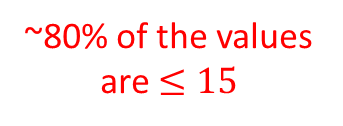 ~80% of the values
are ≤ 15